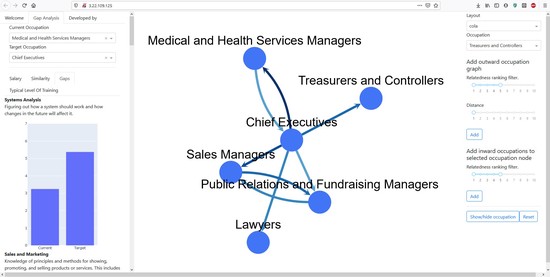 2.22.159.125
Welcome
Gap Analysis
Developed by
Current Occupation
Medical and Health Services Managers
Target Occupation
Chief Executives
Salary
Similarity
Gaps
Typical Level Of Training
Systems Analysis
Figuring out how a system should work and how
changes in the future will affect it.
7
6
5
4
3
2
1
0
Current
Target
Sales and Marketing
Knowledge of principles and methods for showing,
promoting, and selling products or services. This includes
Medical and Health Services Managers
Treasurers and Controllers
Chief Executives
Sales Managers
Public Relations and Fundraising Managers
Lawyers
Layout
cola
Occupation
Treasurers and Controllers
Add outward occupation
graph
Relatedness ranking filter:
Distance
Add
Add inward occupations to
selected occupation node
Relatedness ranking filter:
Add
Show/hide occupation
Reset